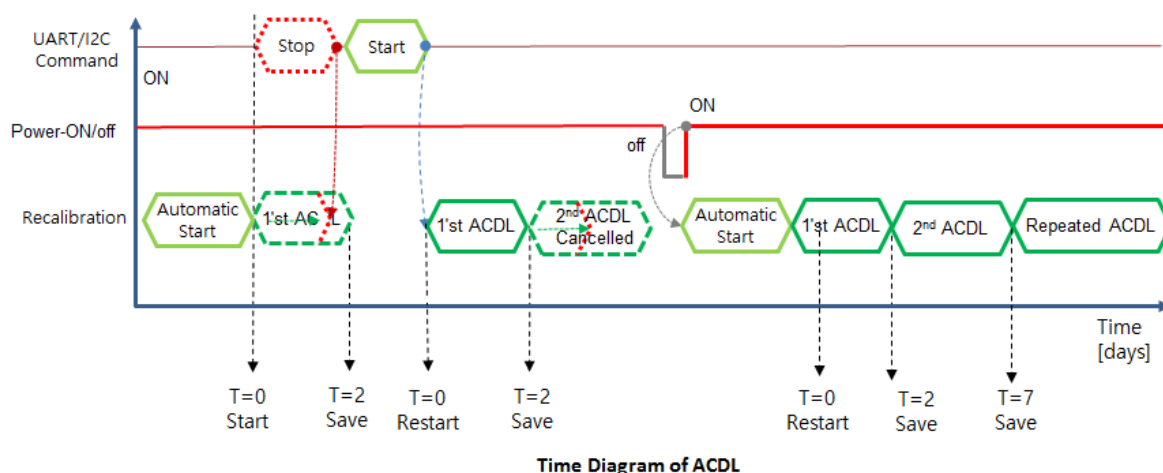 UART/I2C
Command
Stop
Start
ON
Power-ON/off
ON
off
Recalibration
Automatic
Start
1'st AC L
1'st ACDL
2nd ACDL
Cancelled
Automatic
Start
1'st ACDL
2nd ACDL
Repeated ACDL
Time
[days]
T=0
Start
T=2
Save
T=0
Restart
T=2
Save
T=0
Restart
T=2
Save
T=7
Save
Time Diagram of ACDL